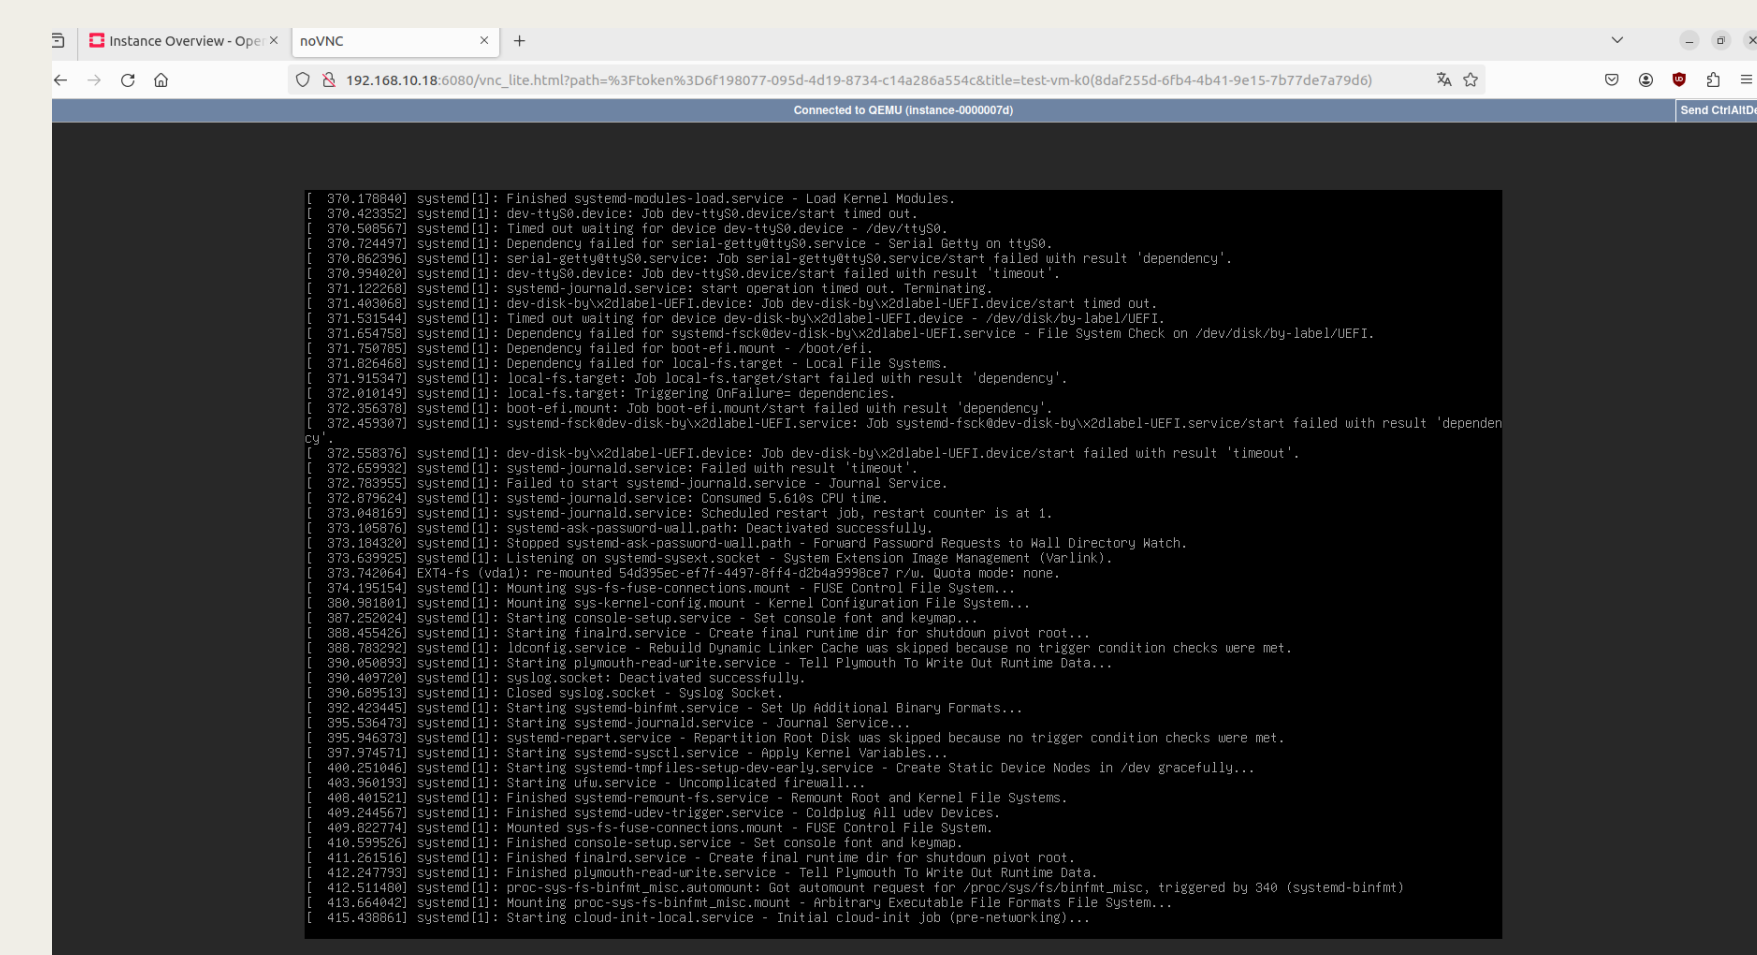 Instance Overview - Oper
noVNC
192.168.10.18:6080/vnc_lite.html?path=%3Ftoken%3D6f198077-095d-4d19-8734-c14a286a554c&title=test-vm-k0(8daf255d-6fb4-4b41-9e15-7b77de7a79d6)
Connected to QEMU (instance-0000007d)
Send CtrlAltDe
[  370.178840] systemd[1]: Finished systemd-modules-load.service - Load Kernel Modules.
[  370.423352] systemd[1]: dev-ttyS0.device: Job dev-ttyS0.device/start timed out.
[  370.508567] systemd[1]: Timed out waiting for device dev-ttyS0.device - /dev/ttyS0.
[  370.724497] systemd[1]: Dependency failed for serial-getty@ttyS0.service - Serial Getty on ttyS0.
[  370.862396] systemd[1]: serial-getty@ttyS0.service: Job serial-getty@ttyS0.service/start failed with result 'dependency'.
[  370.994020] systemd[1]: dev-ttyS0.device: Job dev-ttyS0.device/start failed with result 'timeout'.
[  371.122268] systemd[1]: systemd-journald.service: start operation timed out. Terminating.
[  371.403068] systemd[1]: dev-disk-by\x2dlabel-UEFI.device: Job dev-disk-by\x2dlabel-UEFI.device/start timed out.
[  371.531544] systemd[1]: Timed out waiting for device dev-disk-by\x2dlabel-UEFI.device - /dev/disk/by-label/UEFI.
[  371.654758] systemd[1]: Dependency failed for systemd-fsck@dev-disk-by\x2dlabel-UEFI.service - File System Check on /dev/disk/by-label/UEFI.
[  371.750785] systemd[1]: Dependency failed for boot-efi.mount - /boot/efi.
[  371.826468] systemd[1]: Dependency failed for local-fs.target - Local File Systems.
[  371.915347] systemd[1]: local-fs.target: Job local-fs.target/start failed with result 'dependency'.
[  372.010149] systemd[1]: local-fs.target: Triggering OnFailure= dependencies.
[  372.356378] systemd[1]: boot-efi.mount: Job boot-efi.mount/start failed with result 'dependency'.
[  372.459307] systemd[1]: systemd-fsck@dev-disk-by\x2dlabel-UEFI.service: Job systemd-fsck@dev-disk-by\x2dlabel-UEFI.service/start failed with result 'dependen
cy'.
[  372.558376] systemd[1]: dev-disk-by\x2dlabel-UEFI.device: Job dev-disk-by\x2dlabel-UEFI.device/start failed with result 'timeout'.
[  372.659932] systemd[1]: systemd-journald.service: Failed with result 'timeout'.
[  372.783955] systemd[1]: Failed to start systemd-journald.service - Journal Service.
[  372.879624] systemd[1]: systemd-journald.service: Consumed 5.610s CPU time.
[  373.048169] systemd[1]: systemd-journald.service: Scheduled restart job, restart counter is at 1.
[  373.105876] systemd[1]: systemd-ask-password-wall.path: Deactivated successfully.
[  373.184320] systemd[1]: Stopped systemd-ask-password-wall.path - Forward Password Requests to Wall Directory Watch.
[  373.639925] systemd[1]: Listening on systemd-sysext.socket - System Extension Image Management (Varlink).
[  373.742064] EXT4-fs (vda1): re-mounted 54d395ec-ef7f-4497-8ff4-d2b4a9998ce7 r/w. Quota mode: none.
[  374.195154] systemd[1]: Mounting sys-fs-fuse-connections.mount - FUSE Control File System...
[  380.981801] systemd[1]: Mounting sys-kernel-config.mount - Kernel Configuration File System...
[  387.252024] systemd[1]: Starting console-setup.service - Set console font and keymap...
[  388.455426] systemd[1]: Starting finalrd.service - Create final runtime dir for shutdown pivot root...
[  388.783292] systemd[1]: ldconfig.service - Rebuild Dynamic Linker Cache was skipped because no trigger condition checks were met.
[  390.050893] systemd[1]: Starting plymouth-read-write.service - Tell Plymouth To Write Out Runtime Data...
[  390.409720] systemd[1]: syslog.socket: Deactivated successfully.
[  390.689513] systemd[1]: Closed syslog.socket - Syslog Socket.
[  392.423445] systemd[1]: Starting systemd-binfmt.service - Set Up Additional Binary Formats...
[  395.536473] systemd[1]: Starting systemd-journald.service - Journal Service...
[  395.946373] systemd[1]: systemd-repart.service - Repartition Root Disk was skipped because no trigger condition checks were met.
[  397.974571] systemd[1]: Starting systemd-sysctl.service - Apply Kernel Variables...
[  400.251046] systemd[1]: Starting systemd-tmpfiles-setup-dev-early.service - Create Static Device Nodes in /dev gracefully...
[  403.960193] systemd[1]: Starting ufw.service - Uncomplicated firewall...
[  408.401521] systemd[1]: Finished systemd-remount-fs.service - Remount Root and Kernel File Systems.
[  409.244567] systemd[1]: Finished systemd-udev-trigger.service - Coldplug All udev Devices.
[  409.822774] systemd[1]: Mounted sys-fs-fuse-connections.mount - FUSE Control File System.
[  410.599526] systemd[1]: Finished console-setup.service - Set console font and keymap.
[  411.261516] systemd[1]: Finished finalrd.service - Create final runtime dir for shutdown pivot root.
[  412.247793] systemd[1]: Finished plymouth-read-write.service - Tell Plymouth To Write Out Runtime Data.
[  412.511480] systemd[1]: proc-sys-fs-binfmt_misc.automount: Got automount request for /proc/sys/fs/binfmt_misc, triggered by 340 (systemd-binfmt)
[  413.664042] systemd[1]: Mounting proc-sys-fs-binfmt_misc.mount - Arbitrary Executable File Formats File System...
[  415.438861] systemd[1]: Starting cloud-init-local.service - Initial cloud-init job (pre-networking)...